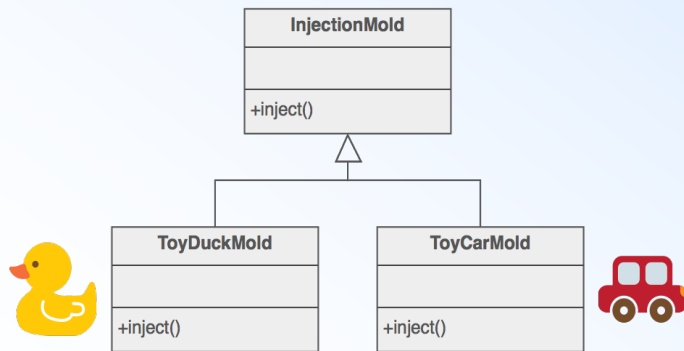 InjectionMold
+inject()
ToyDuckMold
+inject()
ToyCarMold
+inject()